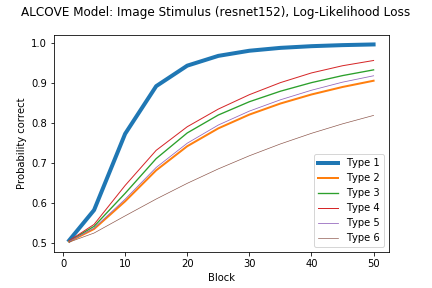 ALCOVE Model: Image Stimulus (resnet152), Log-Likelihood Loss
1.0
0.9
0.8
0.7
0.6
0.5
Probability correct
Type 1
Type 2
Type 3
Type 4
Type 5
Type 6
0 10 20 30 40 50
Block